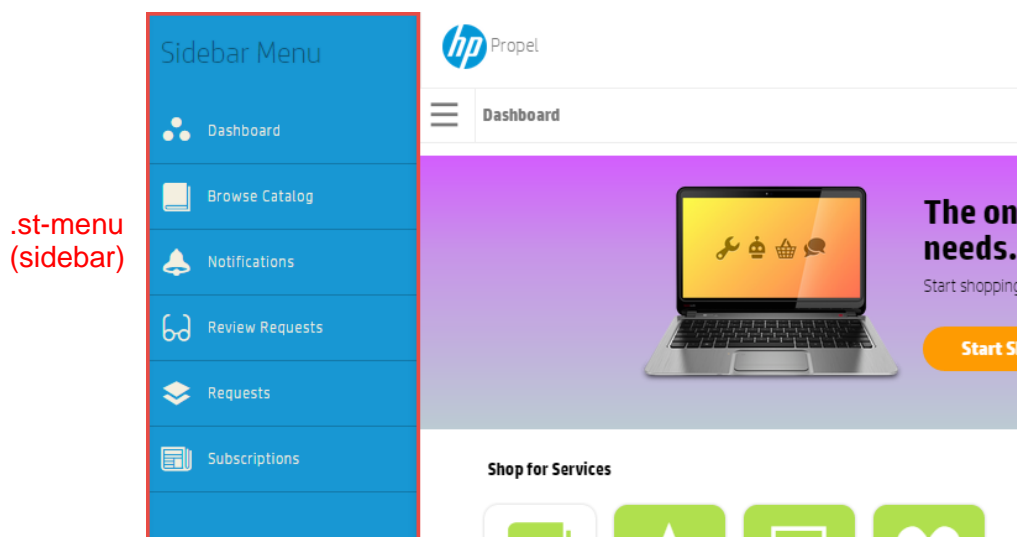 .st-menu
(sidebar)
Sidebar Menu
Dashboard
Browse Catalog
Notifications
Review Requests
Requests
Subscriptions
hp Propel
Dashboard
The on
needs.
Start shopping
Start S
Shop for Services